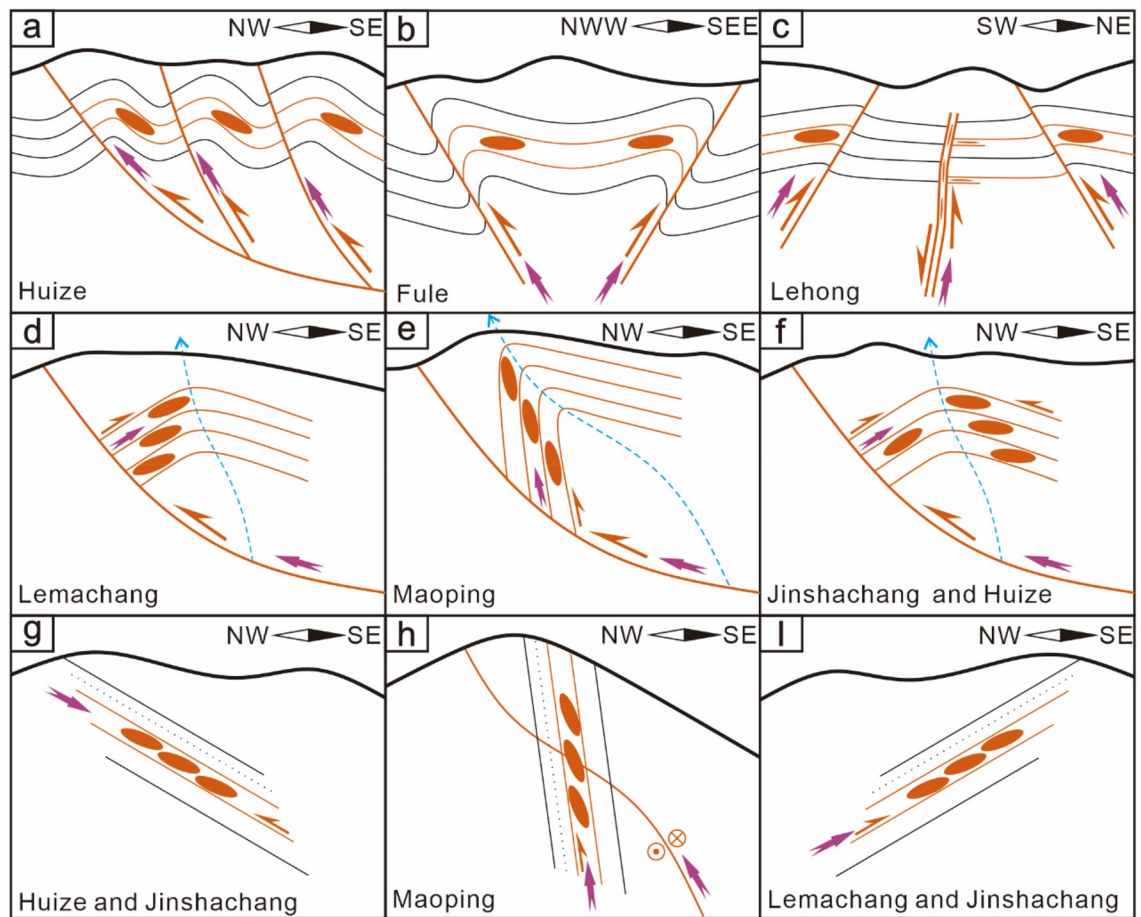 a NW SE
b NWW SEE
c SW NE
Huize
Fule
Lehong
d NW SE
e NW SE
f NW SE
Lemachang
Maoping
Jinshachang and Huize
g NW SE
h NW SE
I NW SE
Huize and Jinshachang
Maoping
Lemachang and Jinshachang